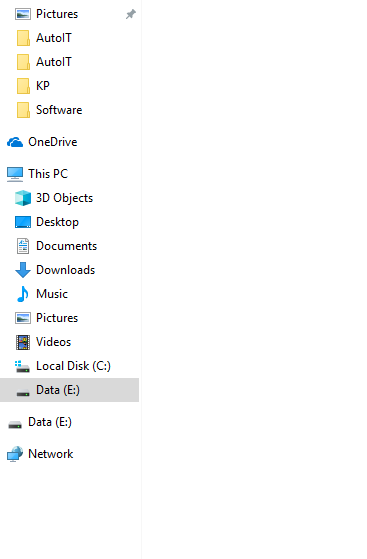 Pictures
AutoIT
AutoIT
KP
Software
OneDrive
This PC
3D Objects
Desktop
Documents
Downloads
Music
Pictures
Videos
Local Disk (C:)
Data (E:)
Data (E:)
Network